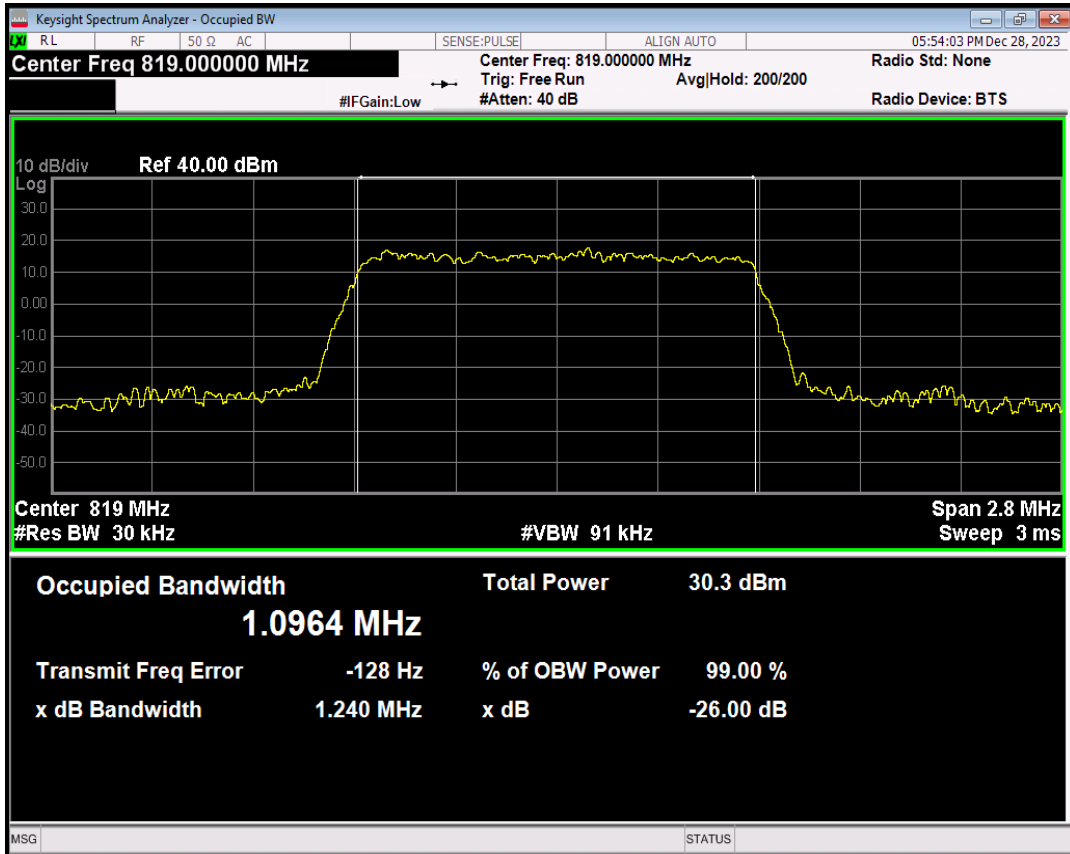 Keysight Spectrum Analyzer - Occupied BW
LXI RL RF 50 Ω AC SENSE:PULSE ALIGN AUTO 05:54:03 PM Dec 28, 2023
Center Freq 819.000000 MHz Center Freq: 819.000000 MHz Radio Std: None
Trig: Free Run Avg|Hold: 200/200
#IFGain:Low #Atten: 40 dB Radio Device: BTS
10 dB/div Ref 40.00 dBm
Log
30.0
20.0
10.0
0.00
-10.0
-20.0
-30.0
-40.0
-50.0
Center 819 MHz Span 2.8 MHz
#Res BW 30 kHz #VBW 91 kHz Sweep 3 ms
Occupied Bandwidth Total Power 30.3 dBm
1.0964 MHz
Transmit Freq Error -128 Hz % of OBW Power 99.00 %
x dB Bandwidth 1.240 MHz x dB -26.00 dB
MSG STATUS